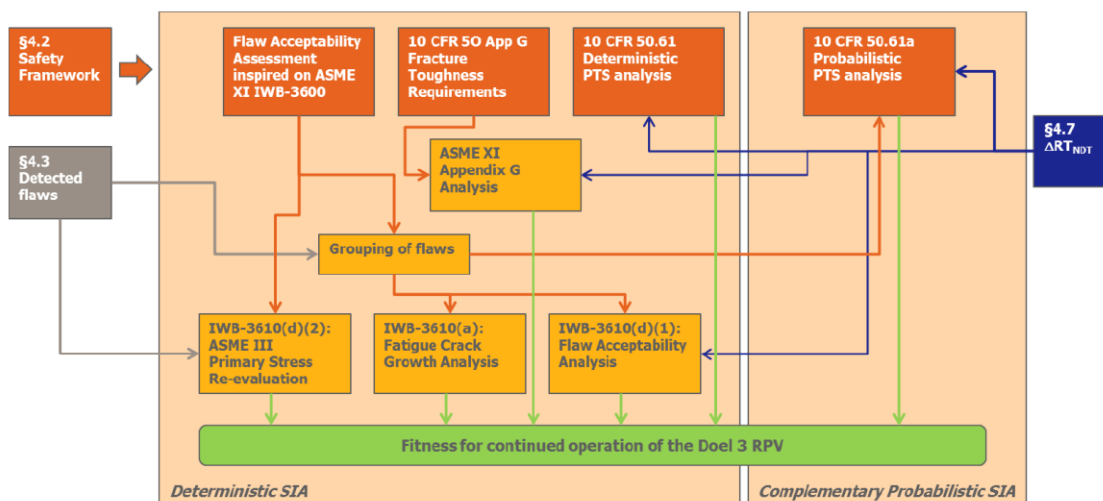 §4.2
Safety
Framework
Flaw Acceptability
Assessment
inspired on ASME
XI IWB-3600
10 CFR 5O App G
Fracture
Toughness
Requirements
10 CFR 50.61
Deterministic
PTS analysis
10 CFR 50.61a
Probabilistic
PTS analysis
§4.7
ΔRTNDT
§4.3
Detected
flaws
ASME XI
Appendix G
Analysis
Grouping of flaws
IWB-3610(d)(2):
ASME III
Primary Stress
Re-evaluation
IWB-3610(a):
Fatigue Crack
Growth Analysis
IWB-3610(d)(1):
Flaw Acceptability
Analysis
Fitness for continued operation of the Doel 3 RPV
Deterministic SIA
Complementary Probabilistic SIA